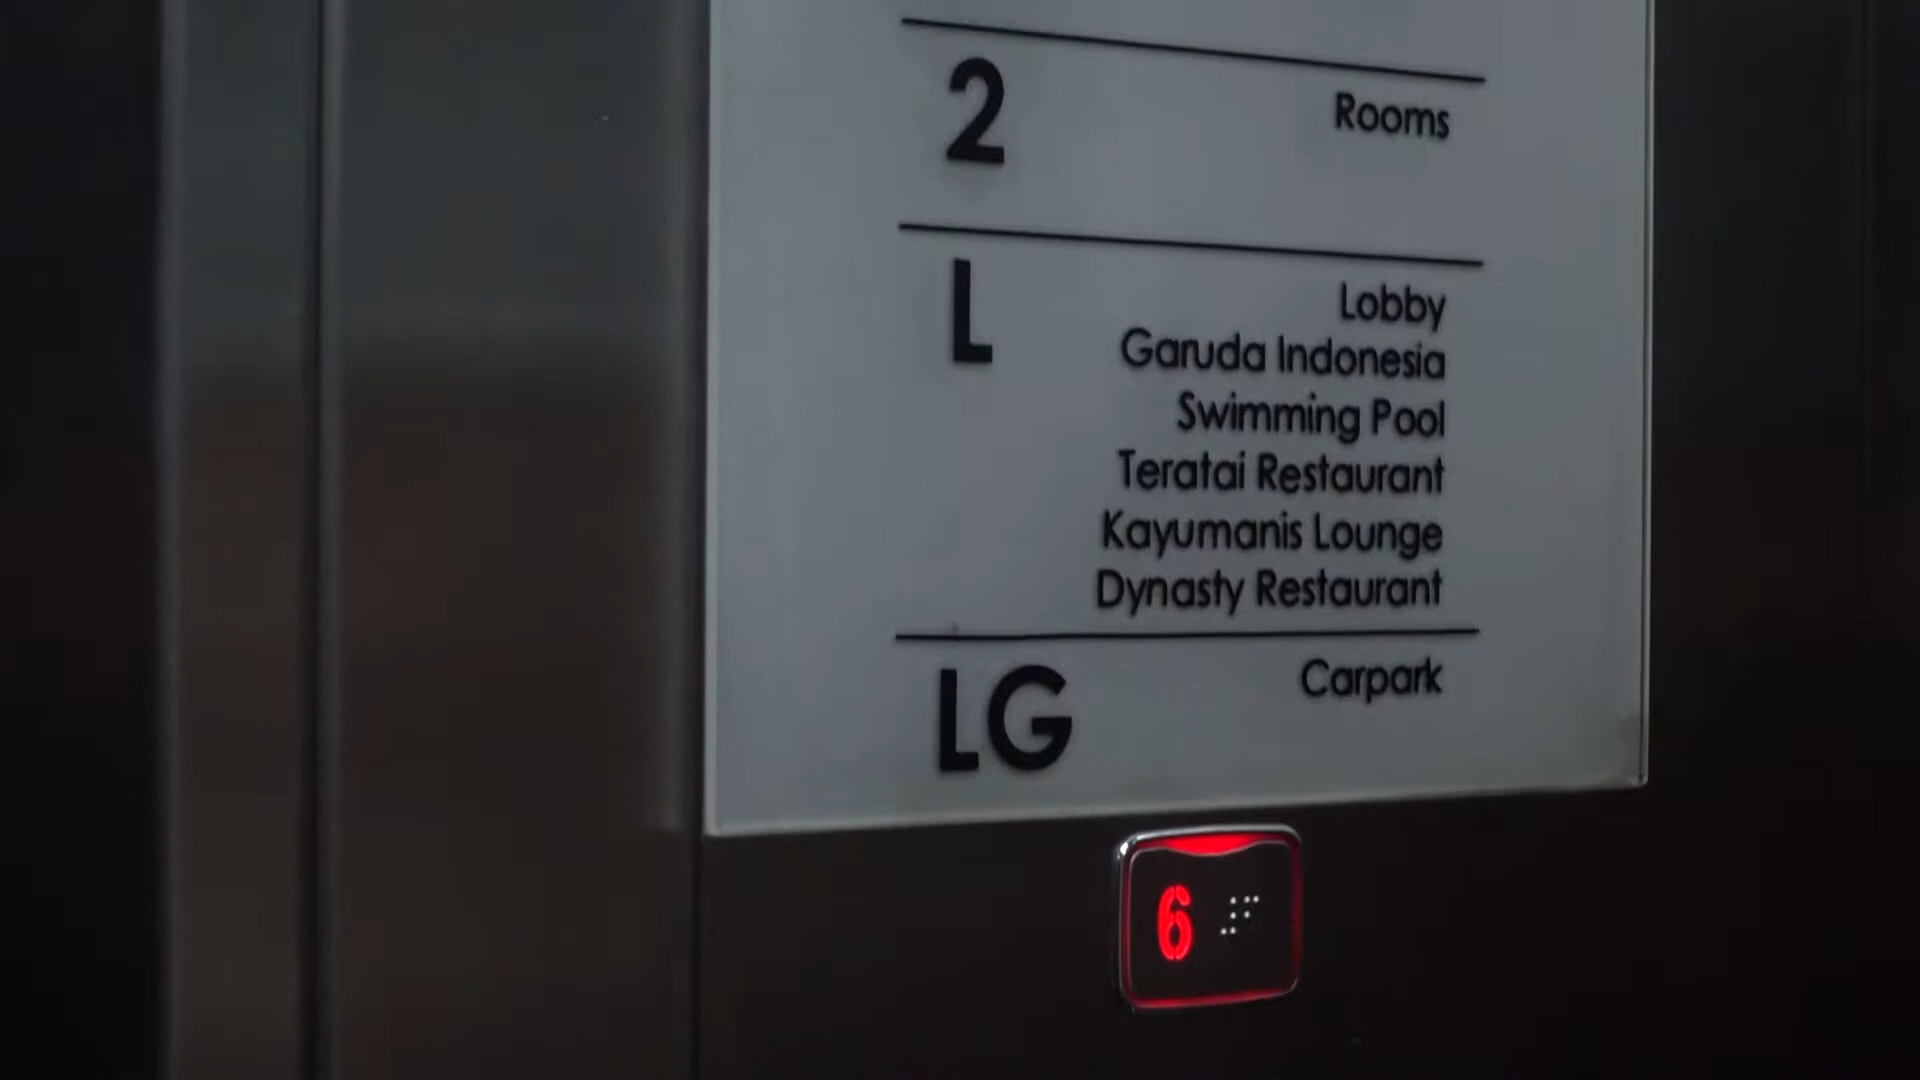 2 Rooms
L Lobby
Garuda Indonesia
Swimming Pool
Teratai Restaurant
Kayumanis Lounge
Dynasty Restaurant
LG Carpark
6